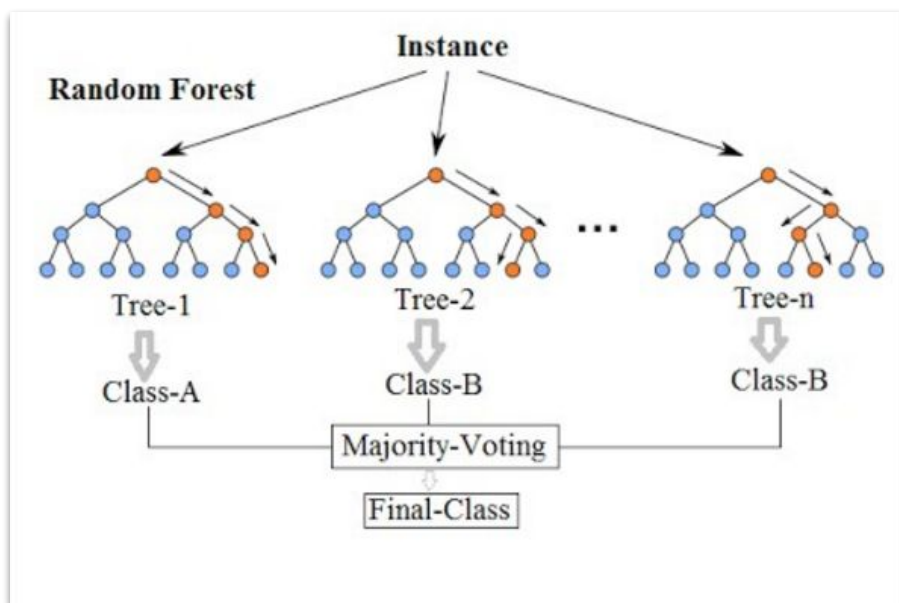 Instance
Random Forest
...
Tree-1
Tree-2
Tree-n
Class-A
Class-B
Class-B
Majority-Voting
Final-Class